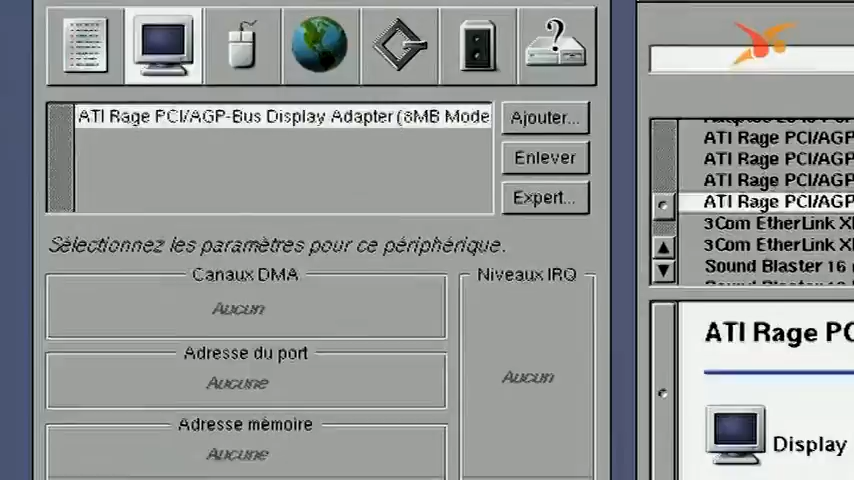 ATI Rage PCI/AGP-Bus Display Adapter (8MB Mode
Ajouter...
Enlever
Expert...
Sélectionnez les paramètres pour ce périphérique.
Canaux DMA
Aucun
Adresse du port
Aucune
Adresse mémoire
Aucune
Niveaux IRQ
Aucun
ATI Rage PCI/AGP
ATI Rage PCI/AGP
ATI Rage PCI/AGP
ATI Rage PCI/AGP
3Com EtherLink X
3Com EtherLink X
Sound Blaster 16
ATI Rage PC
Display